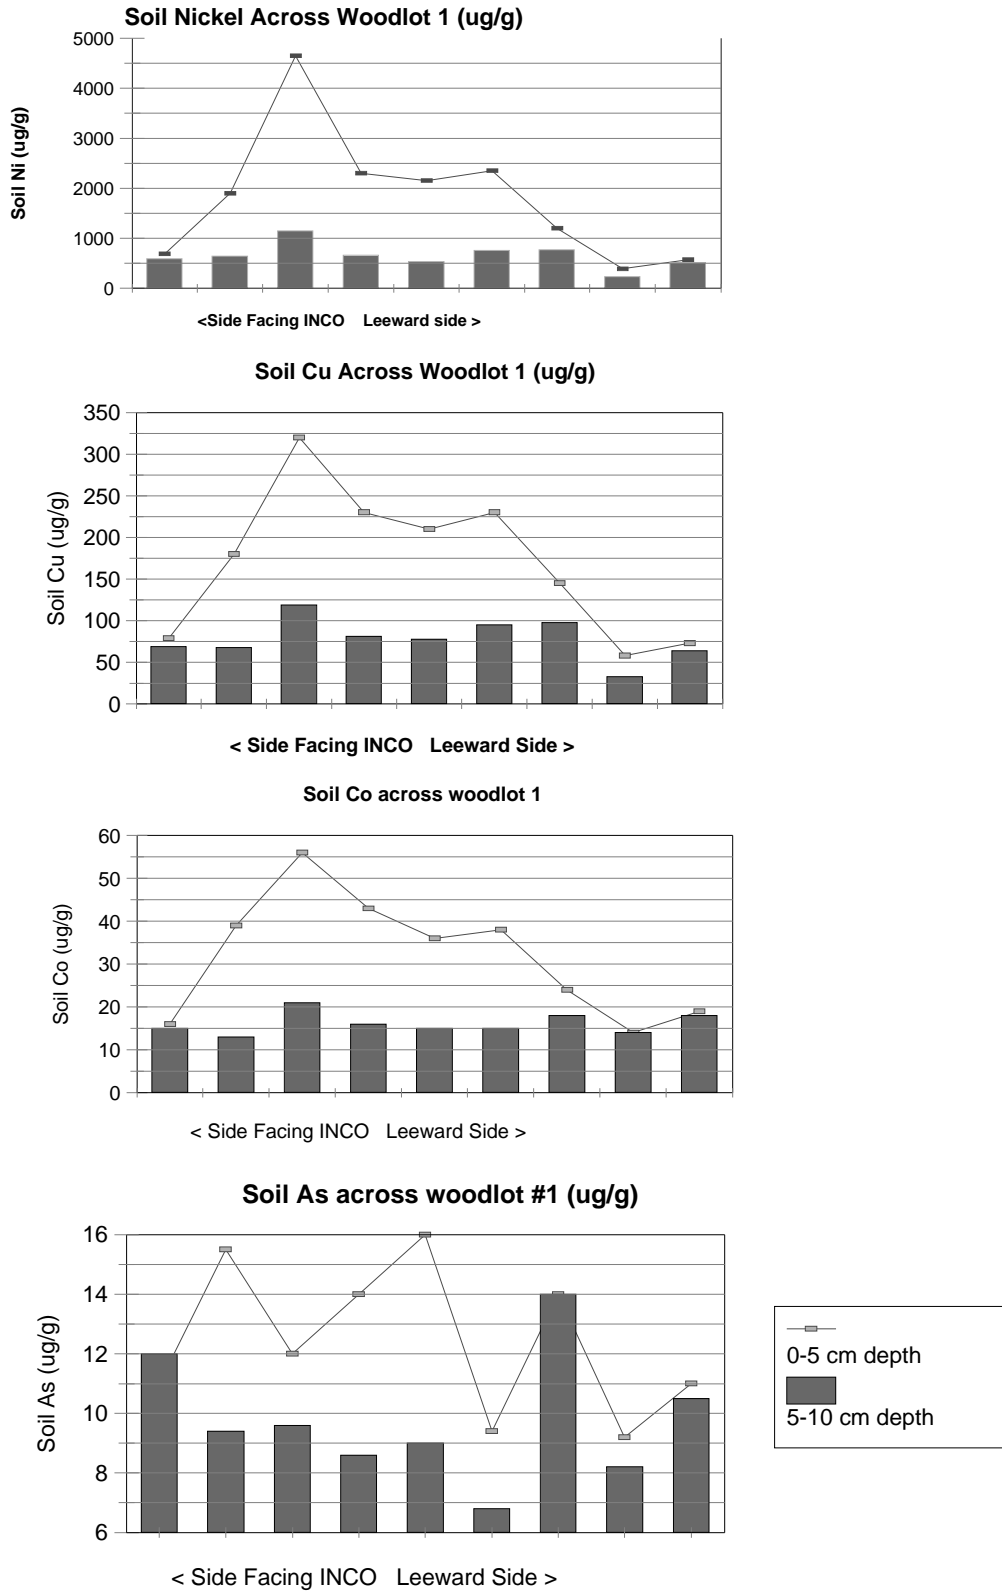 Soil Nickel Across Woodlot 1 (ug/g)
5000
4000
3000
2000
1000
0
Soil Ni (ug/g)
<Side Facing INCO Leeward side >
Soil Cu Across Woodlot 1 (ug/g)
350
300
250
200
150
100
50
0
Soil Cu (ug/g)
< Side Facing INCO Leeward Side >
Soil Co across woodlot 1
60
50
40
30
20
10
0
Soil Co (ug/g)
< Side Facing INCO Leeward Side >
Soil As across woodlot #1 (ug/g)
16
14
12
10
8
6
Soil As (ug/g)
< Side Facing INCO Leeward Side >
0-5 cm depth
5-10 cm depth